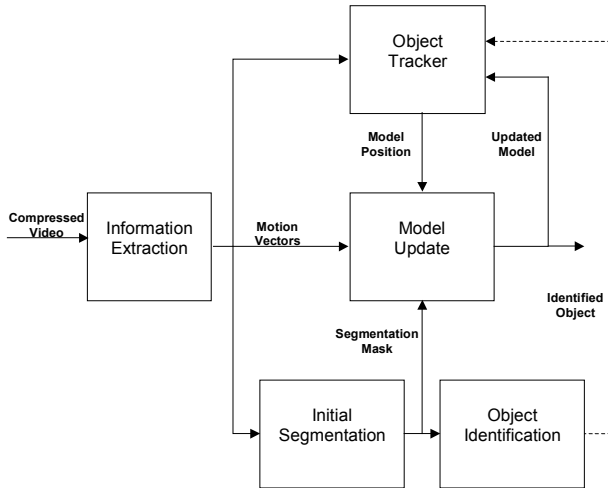 Object
Tracker
Model
Position
Updated
Model
Compressed
Video
Information
Extraction
Motion
Vectors
Model
Update
Identified
Object
Segmentation
Mask
Initial
Segmentation
Object
Identification